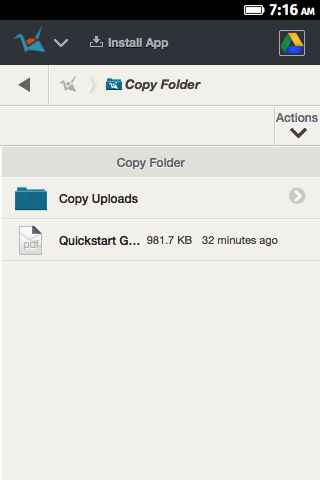 7:16 AM
Install App
Copy Folder
Actions
Copy Folder
Copy Uploads
pdf
Quickstart G... 981.7 KB 32 minutes ago